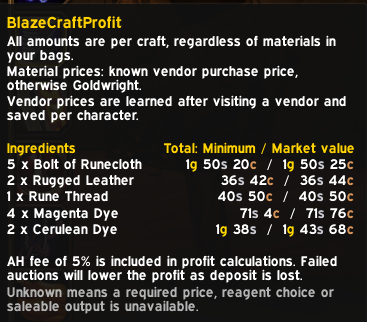 BlazeCraftProfit
All amounts are per craft, regardless of materials in
your bags.
Material prices: known vendor purchase price,
otherwise Goldwright.
Vendor prices are learned after visiting a vendor and
saved per character.
Ingredients Total: Minimum / Market value
5 x Bolt of Runecloth 1g 50s 20c / 1g 50s 25c
2 x Rugged Leather 36s 42c / 36s 44c
1 x Rune Thread 40s 50c / 40s 50c
4 x Magenta Dye 71s 4c / 71s 76c
2 x Cerulean Dye 1g 38s / 1g 43s 68c
AH fee of 5% is included in profit calculations. Failed
auctions will lower the profit as deposit is lost.
Unknown means a required price, reagent choice or
saleable output is unavailable.